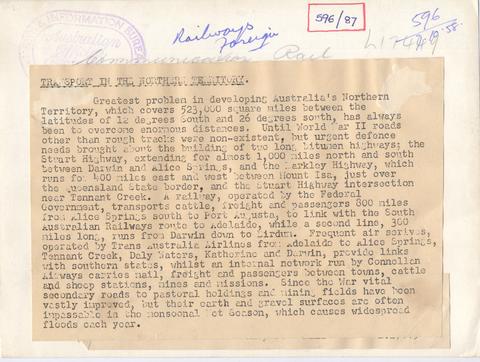 & INFORMATION BUREAU
Australian
Railways
Foreign
596/87
596
58.
Communication Rail
TRANSPORT IN THE NORTHERN TERRITORY.
Greatest problem in developing Australia's Northern
Territory, which covers 523,000 square miles between the
latitudes of 12 degrees south and 26 degrees south, has always
been to overcome enormous distances. Until World War II roads
other than rough tracks were non-existent, but urgent defence
needs brought about the building of two long bitumen highways; the
Stuart Highway, extending for almost 1,000 miles north and south
between Darwin and Alice Springs, and the Barkley Highway, which
runs for 400 miles east and west between Mount Isa, just over
the Queensland State border, and the Stuart Highway intersection
near Tennant Creek. A railway, operated by the Federal
Government, transports cattle, freight and passengers 800 miles
from Alice Springs south to Port Augusta, to link with the South
Australian Railways route to Adelaide, while a second line, 300
miles long, runs from Darwin down to Birdum. Frequent air serives,
operated by Trans Australia Airlines from Adelaide to Alice Springs,
Tennant Creek, Daly Waters, Katherine and Darwin, provide links
with southern states, whilst an internal network run by Connellan
Airways carries mail, freight and passengers between towns, cattle
and sheep stations, mines and missions. Since the War vital
secondary roads to pastoral holdings and mining fields have been
vastly improved, but their earth and gravel surfaces are often
impassable in the monsoonal Wet Season, which causes widespread
floods each year.